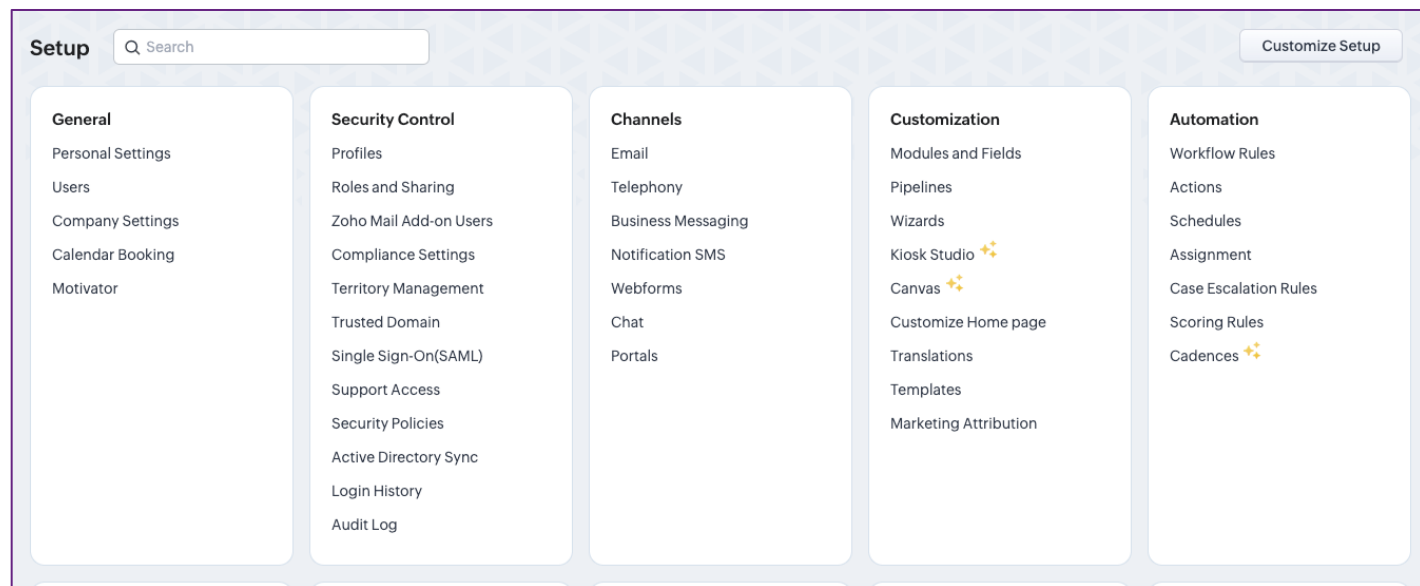 Setup
Search
Customize Setup
General
Personal Settings
Users
Company Settings
Calendar Booking
Motivator
Security Control
Profiles
Roles and Sharing
Zoho Mail Add-on Users
Compliance Settings
Territory Management
Trusted Domain
Single Sign-On(SAML)
Support Access
Security Policies
Active Directory Sync
Login History
Audit Log
Channels
Email
Telephony
Business Messaging
Notification SMS
Webforms
Chat
Portals
Customization
Modules and Fields
Pipelines
Wizards
Kiosk Studio
Canvas
Customize Home page
Translations
Templates
Marketing Attribution
Automation
Workflow Rules
Actions
Schedules
Assignment
Case Escalation Rules
Scoring Rules
Cadences